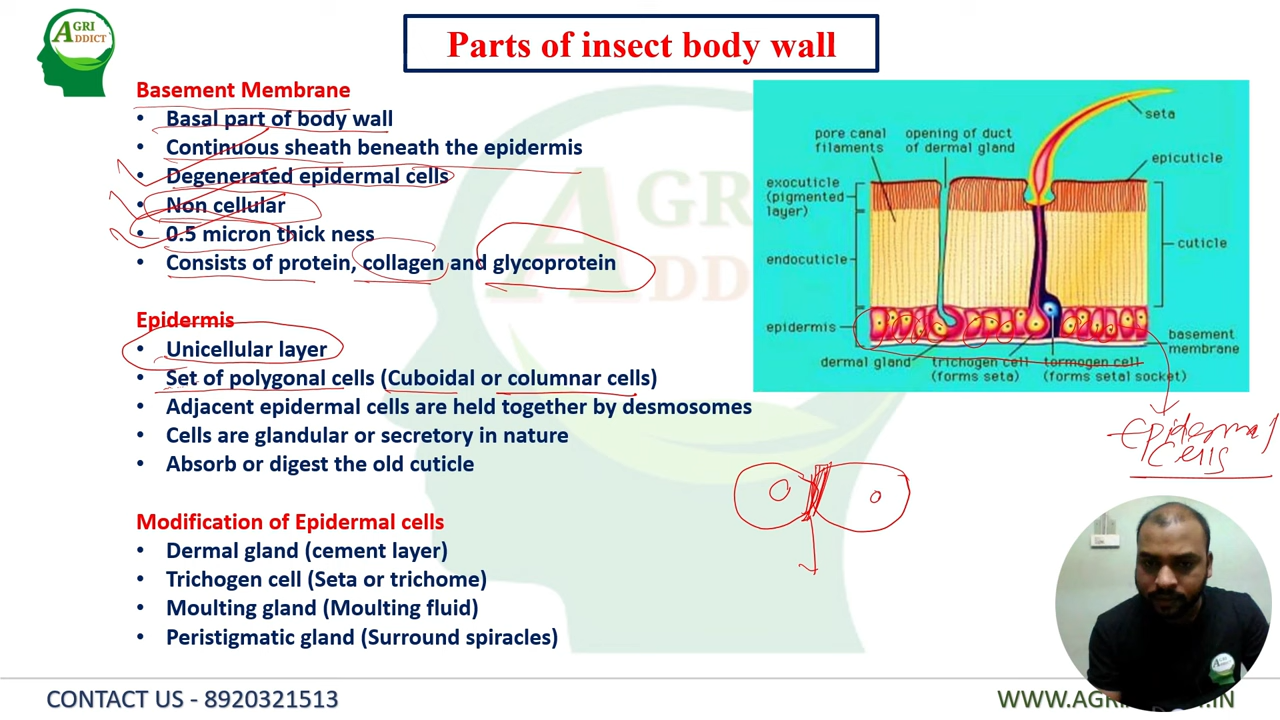 AGRI
ADDICT
Parts of insect body wall
Basement Membrane
• Basal part of body wall
• Continuous sheath beneath the epidermis
• Degenerated epidermal cells
• Non cellular
• 0.5 micron thick ness
• Consists of protein, collagen and glycoprotein
Epidermis
• Unicellular layer
• Set of polygonal cells (Cuboidal or columnar cells)
• Adjacent epidermal cells are held together by desmosomes
• Cells are glandular or secretory in nature
• Absorb or digest the old cuticle
Modification of Epidermal cells
• Dermal gland (cement layer)
• Trichogen cell (Seta or trichome)
• Moulting gland (Moulting fluid)
• Peristigmatic gland (Surround spiracles)
AGRI
ADDICT
seta
pore canal
filaments
opening of duct
of dermal gland
epicuticle
exocuticle
(pigmented
layer)
cuticle
endocuticle
epidermis
basement
membrane
dermal gland
trichogen cell
(forms seta)
tormogen cell
(forms setal socket)
Epidermal
Cells
CONTACT US - 8920321513
WWW.AGRI
.IN